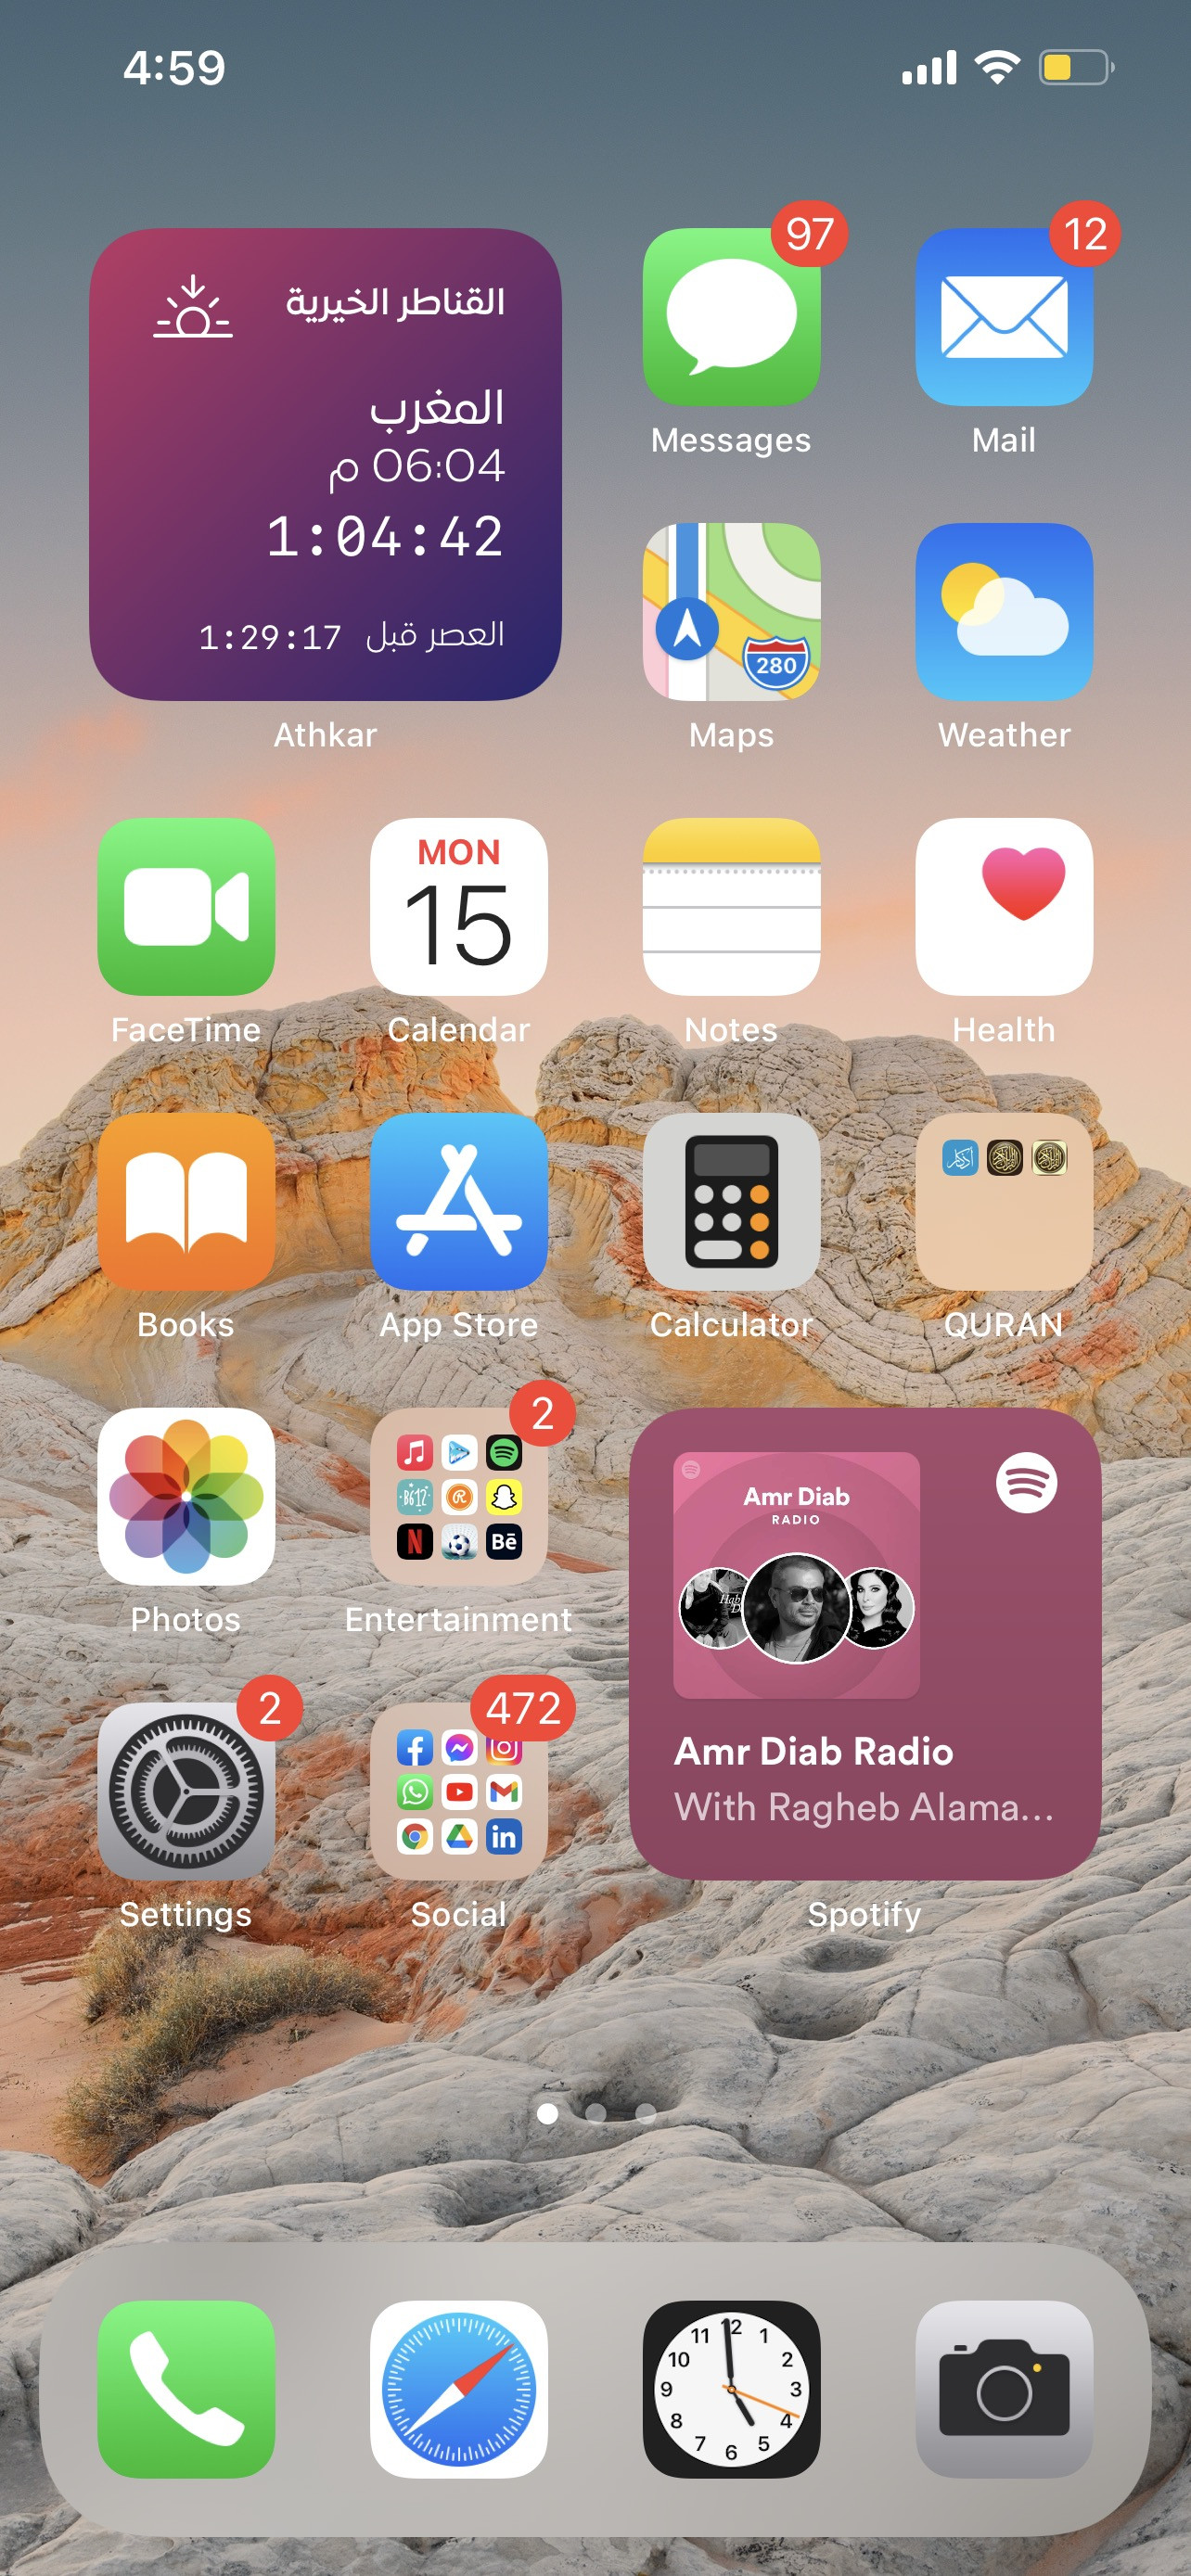 4:59
القناطر الخيرية
المغرب
06:04 م
1:04:42
العصر قبل 1:29:17
Athkar
97
Messages
12
Mail
280
Maps
Weather
FaceTime
MON
15
Calendar
Notes
Health
Books
App Store
Calculator
QURAN
Photos
2
B612
R
N
Bē
Entertainment
Amr Diab
RADIO
Amr Diab Radio
With Ragheb Alama...
Spotify
2
Settings
472
f
in
Social
12
1
2
3
4
5
6
7
8
9
10
11